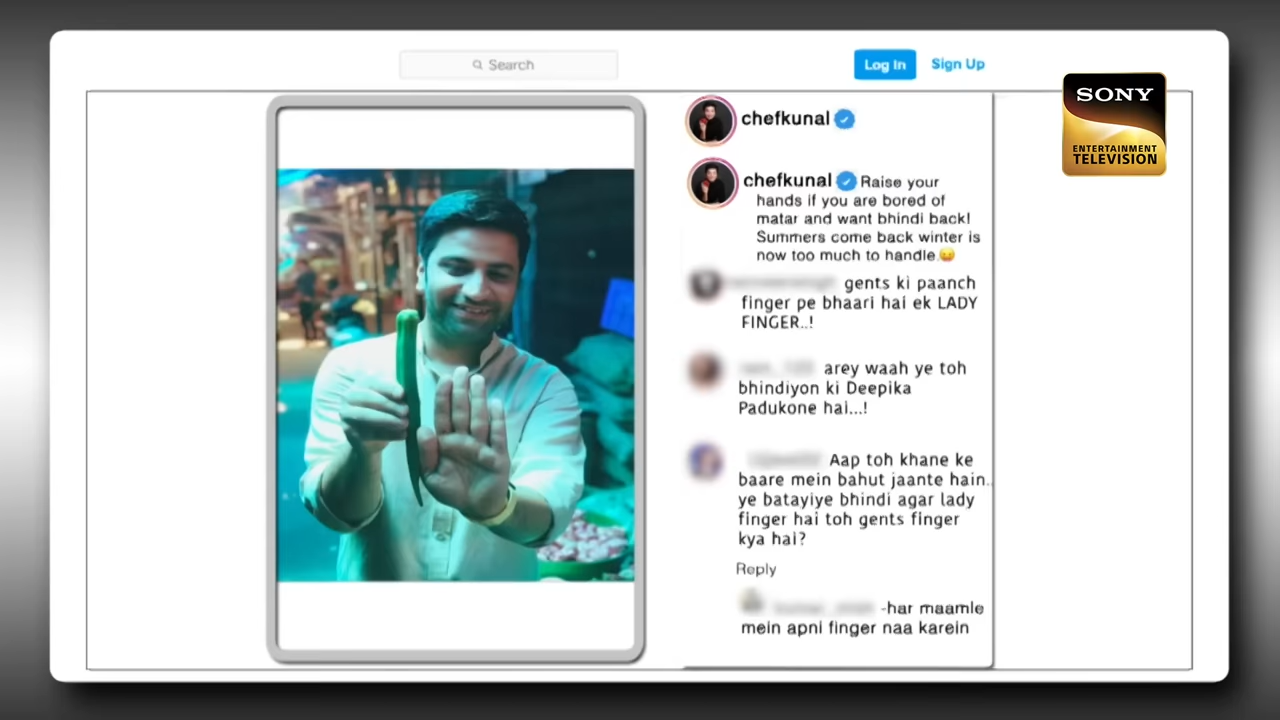 Search
Log In
Sign Up
SONY
ENTERTAINMENT
TELEVISION
chefkunal
chefkunal Raise your
hands if you are bored of
matar and want bhindi back!
Summers come back winter is
now too much to handle.😄
gents ki paanch
finger pe bhaari hai ek LADY
FINGER..!
arey waah ye toh
bhindiyon ki Deepika
Padukone hai...!
Aap toh khane ke
baare mein bahut jaante hain..
ye batayiye bhindi agar lady
finger hai toh gents finger
kya hai?
Reply
-har maamle
mein apni finger naa karein